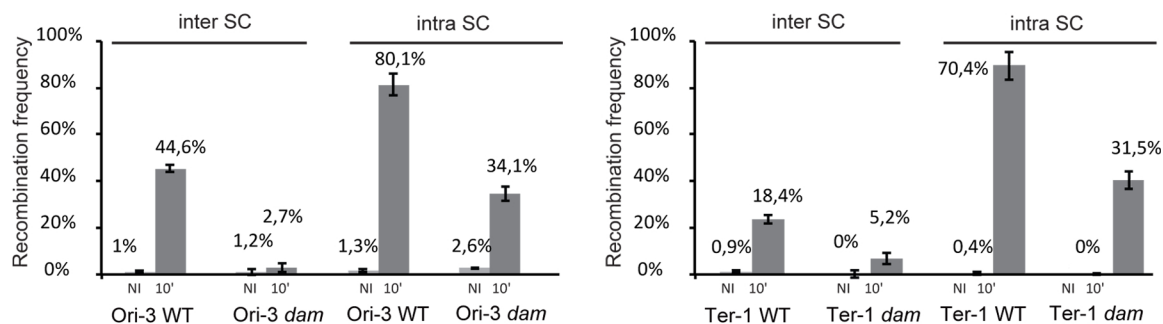 inter SC
intra SC
Recombination frequency
100%
80%
60%
40%
20%
0%
1%
44,6%
1,2%
2,7%
1,3%
80,1%
2,6%
34,1%
NI 10' NI 10' NI 10' NI 10'
Ori-3 WT Ori-3 dam Ori-3 WT Ori-3 dam
inter SC
intra SC
Recombination frequency
100%
80%
60%
40%
20%
0%
0,9%
18,4%
0%
5,2%
0,4%
70,4%
0%
31,5%
NI 10' NI 10' NI 10' NI 10'
Ter-1 WT Ter-1 dam Ter-1 WT Ter-1 dam